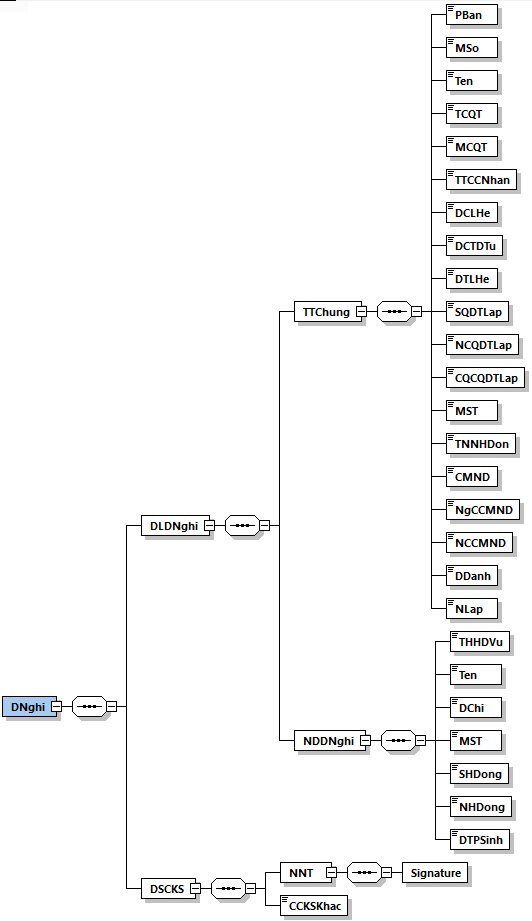 PBan
MSo
Ten
TCQT
MCQT
TTCCNhan
DCLHe
DCTDTu
DTLHe
TTChung
SQDTLap
NCQDTLap
CQCQDTLap
MST
TNNHDon
CMND
NgCCMND
DLDNghi
NCCMND
DDanh
NLap
THHDVu
Ten
DNghi
DChi
NDDNghi
MST
SHDong
NHDong
DTPSinh
DSCKS
NNT
Signature
CCKSKhac